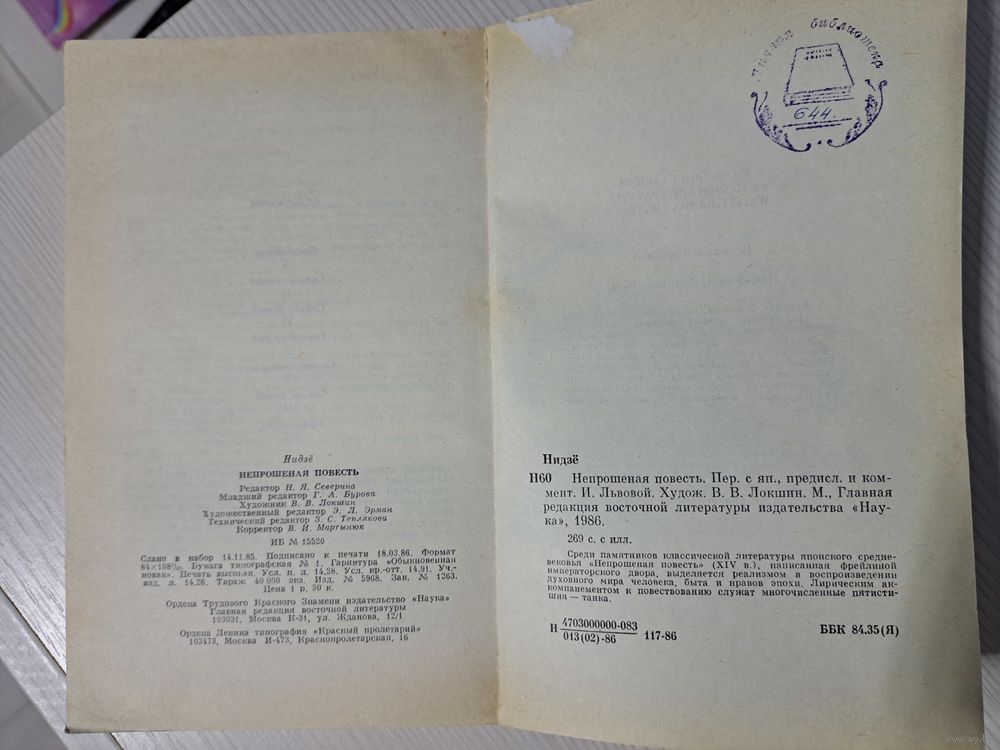 Нидзё
НЕПРОШЕНАЯ ПОВЕСТЬ
Редактор Н. Я. Северина
Младший редактор Г. А. Бурова
Художник В. В. Локшин
Художественный редактор Э. Л. Эрман
Технический редактор З. С. Теплякова
Корректор В. И. Мартынюк
ИБ № 15520
Сдано в набор 14.11.85. Подписано к печати 18.03.86. Формат
84×108¹/₃₂. Бумага типографская № 1. Гарнитура «Обыкновенная
новая». Печать высокая. Усл. п. л. 14,28. Усл. кр.-отт. 14,91. Уч.-
изд. л. 14,26. Тираж 40 000 экз. Изд. № 5968. Зак. № 1263.
Цена 1 р. 30 к.
Ордена Трудового Красного Знамени издательство «Наука»
Главная редакция восточной литературы
103031, Москва К-31, ул. Жданова, 12/1
Ордена Ленина типография «Красный пролетарий»
103473, Москва И-473, Краснопролетарская, 16
Личная библиотека
644.
Нидзё
Н60 Непрошеная повесть. Пер. с яп., предисл. и ком-
мент. И. Львовой. Худож. В. В. Локшин. М., Главная
редакция восточной литературы издательства «Нау-
ка», 1986.
269 с. с илл.
Среди памятников классической литературы японского средне-
вековья «Непрошеная повесть» (XIV в.), написанная фрейлиной
императорского двора, выделяется реализмом в воспроизведении
духовного мира человека, быта и нравов эпохи. Лирическим ак-
компанементом к повествованию служат многочисленные пятисти-
шия — танка.
Н 4703000000-083
013(02)-86 117-86
ББК 84.35(Я)
www.ay.by